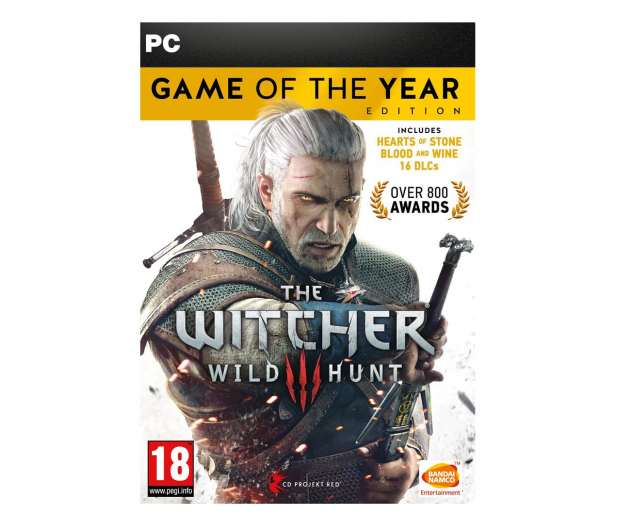 PC
GAME OF THE YEAR
EDITION
INCLUDES
HEARTS OF STONE
BLOOD AND WINE
16 DLCs
OVER 800
AWARDS
THE
WITCHER®
WILD HUNT
18
www.pegi.info
CD PROJEKT RED®
BANDAI
NAMCO
™
Entertainment